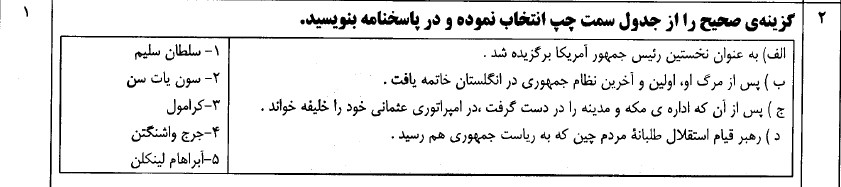 ۲
گزینه‌ی صحیح را از جدول سمت چپ انتخاب نموده و در پاسخنامه بنویسید.
۱
الف) به عنوان نخستین رئیس جمهور آمریکا برگزیده شد .
ب ) پس از مرگ او، اولین و آخرین نظام جمهوری در انگلستان خاتمه یافت .
ج ) پس از آن که اداره ی مکه و مدینه را در دست گرفت ،در امپراتوری عثمانی خود را خلیفه خواند .
د ) رهبر قیام استقلال طلبانهٔ مردم چین که به ریاست جمهوری هم رسید .
۱- سلطان سلیم
۲- سون یات سن
۳-کرامول
۴-جرج واشنگتن
۵-آبراهام لینکلن